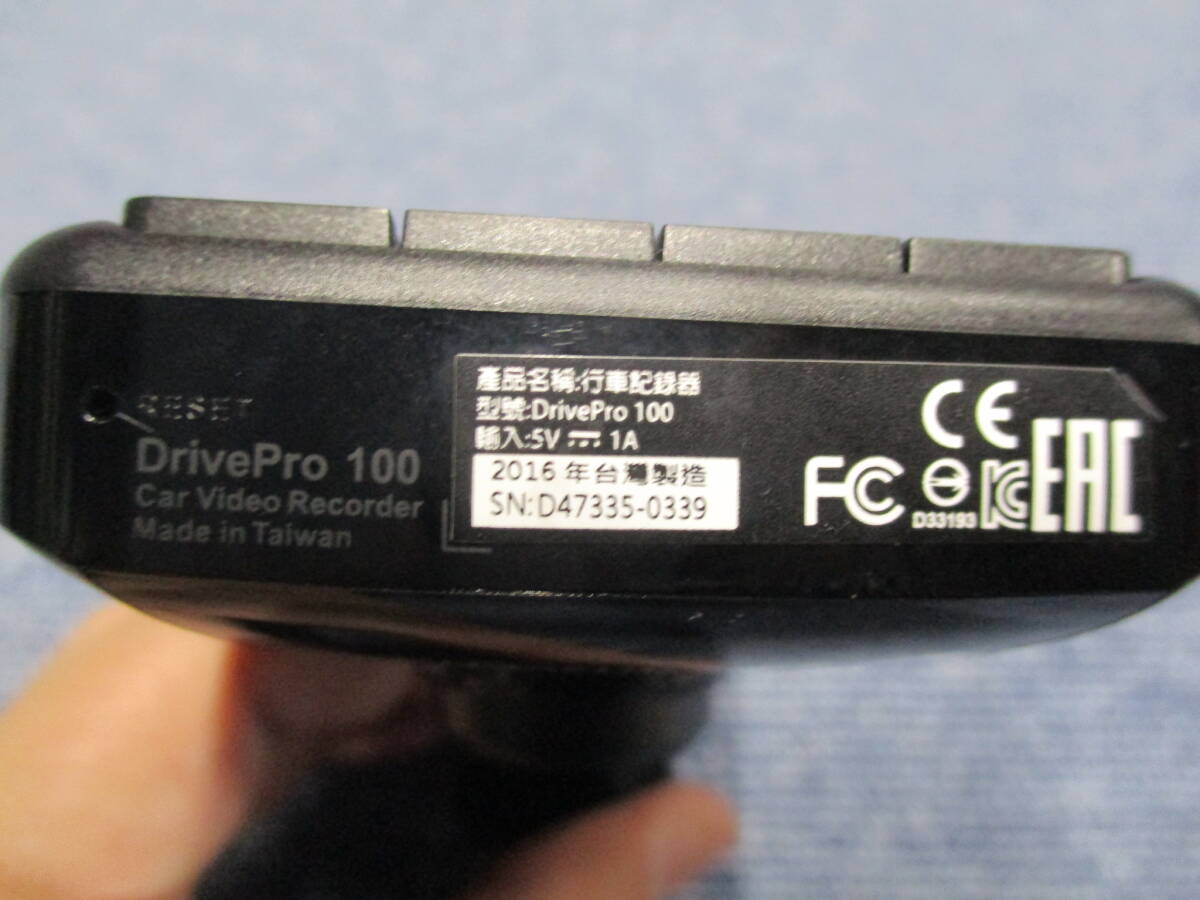 RESET
DrivePro 100
Car Video Recorder
Made in Taiwan
產品名稱:行車記錄器
型號:DrivePro 100
輸入:5V ⎓ 1A
2016 年台灣製造
SN:D47335-0339
CE
FC
D33193
KC
EAC